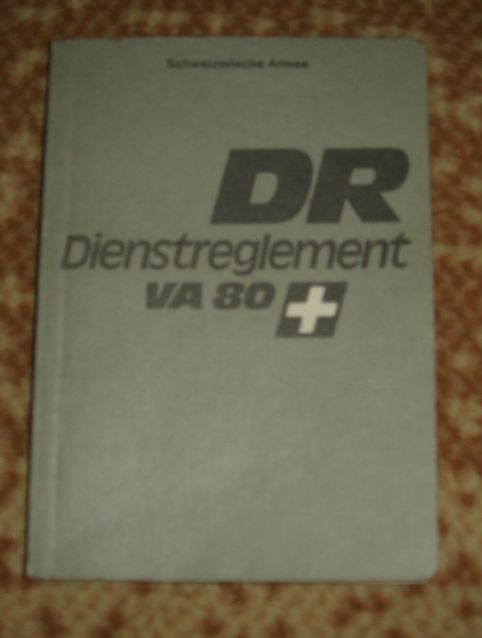 Schweizerische Armee
DR
Dienstreglement
VA 80